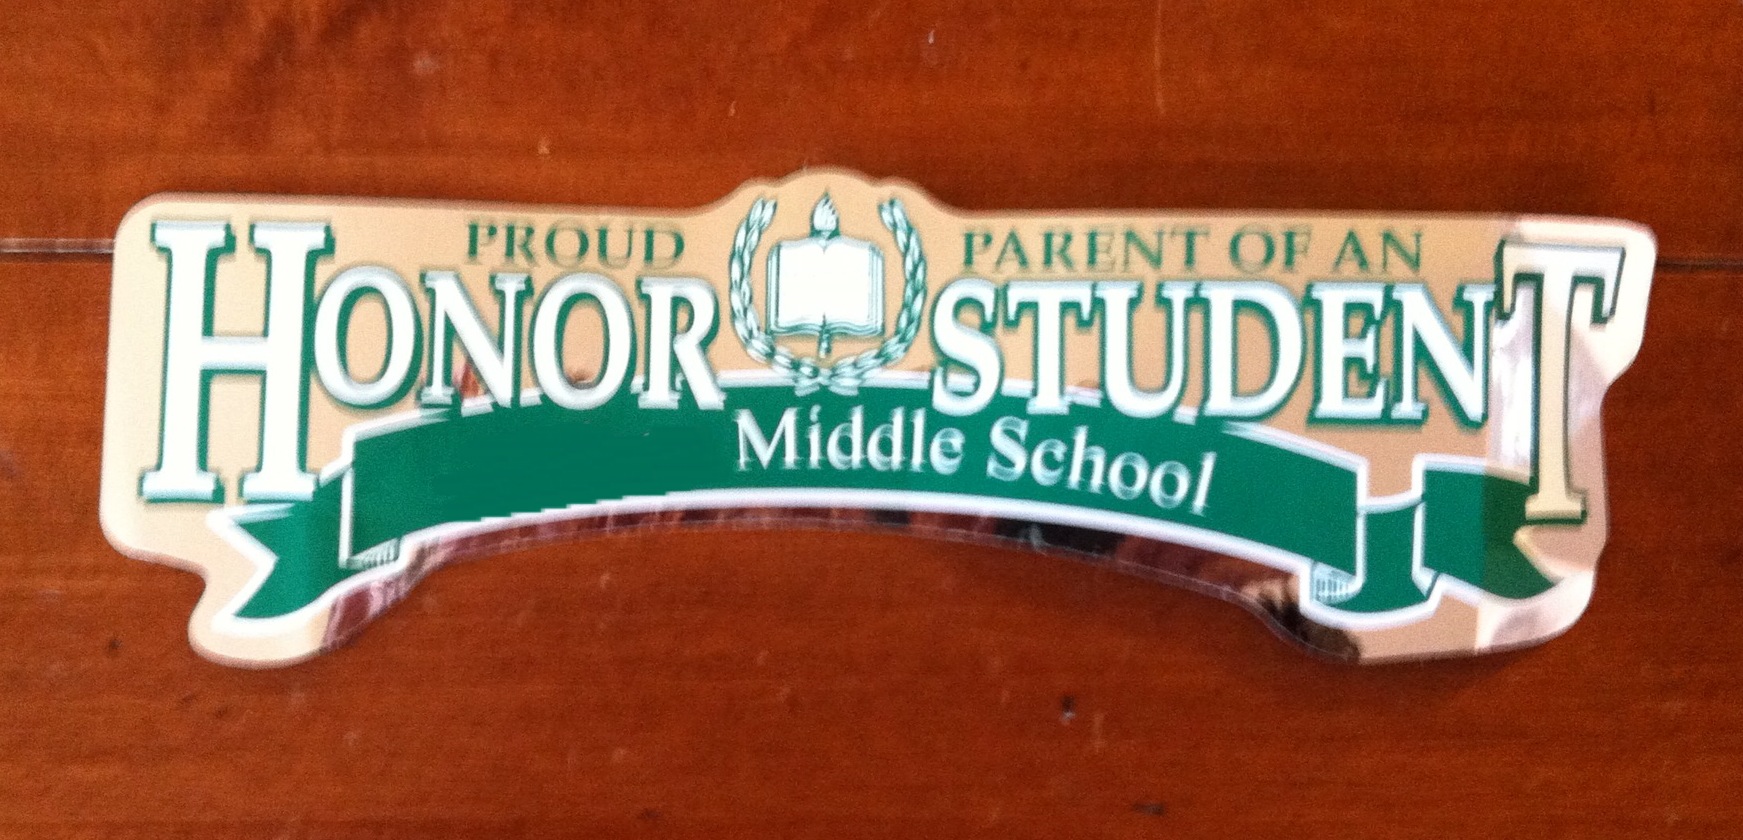 PROUD PARENT OF AN
HONOR STUDENT
Middle School